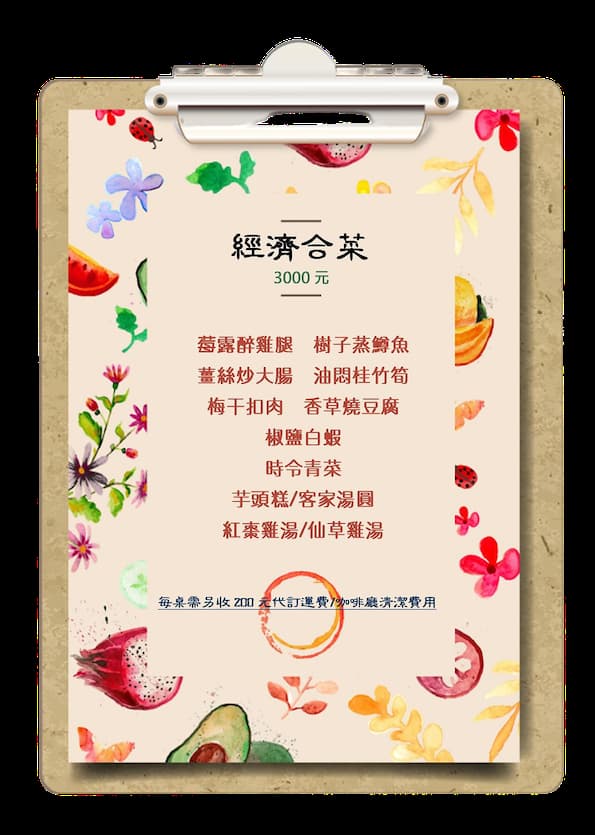 經濟合菜
3000 元
蔔露醉雞腿 樹子蒸鱒魚
薑絲炒大腸 油悶桂竹筍
梅干扣肉 香草燒豆腐
椒鹽白蝦
時令青菜
芋頭糕/客家湯圓
紅棗雞湯/仙草雞湯
每桌需另收 200 元代訂運費/咖啡廳清潔費用